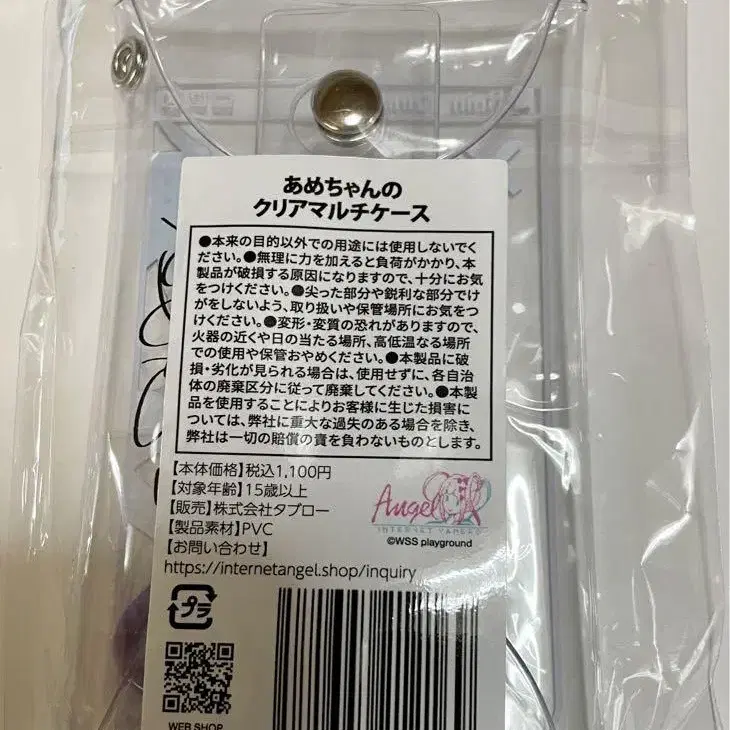 あめちゃんの
クリアマルチケース
●本来の目的以外での用途には使用しないでく
ださい。●無理に力を加えると負荷がかかり、本
製品が破損する原因になりますので、十分にお気
をつけください。●尖った部分や鋭利な部分でけ
がをしないよう、取り扱いや保管場所にお気をつ
けください。●変形・変質の恐れがありますので、
火器の近くや日の当たる場所、高低温なる場所
での使用や保管おやめください。●本製品に破
損・劣化が見られる場合は、使用せずに、各自治
体の廃棄区分に従って廃棄してください。●本製
品を使用することによりお客様に生じた損害に
ついては、弊社に重大な過失のある場合を除き、
弊社は一切の賠償の責を負わないものとします。
【本体価格】税込1,100円
【対象年齢】15歳以上
【販売】株式会社タブロー
【製品素材】PVC
【お問い合わせ】
https://internetangel.shop/inquiry
Angel
INTERNET YAMERO
©WSS playground
プラ
WEB SHOP